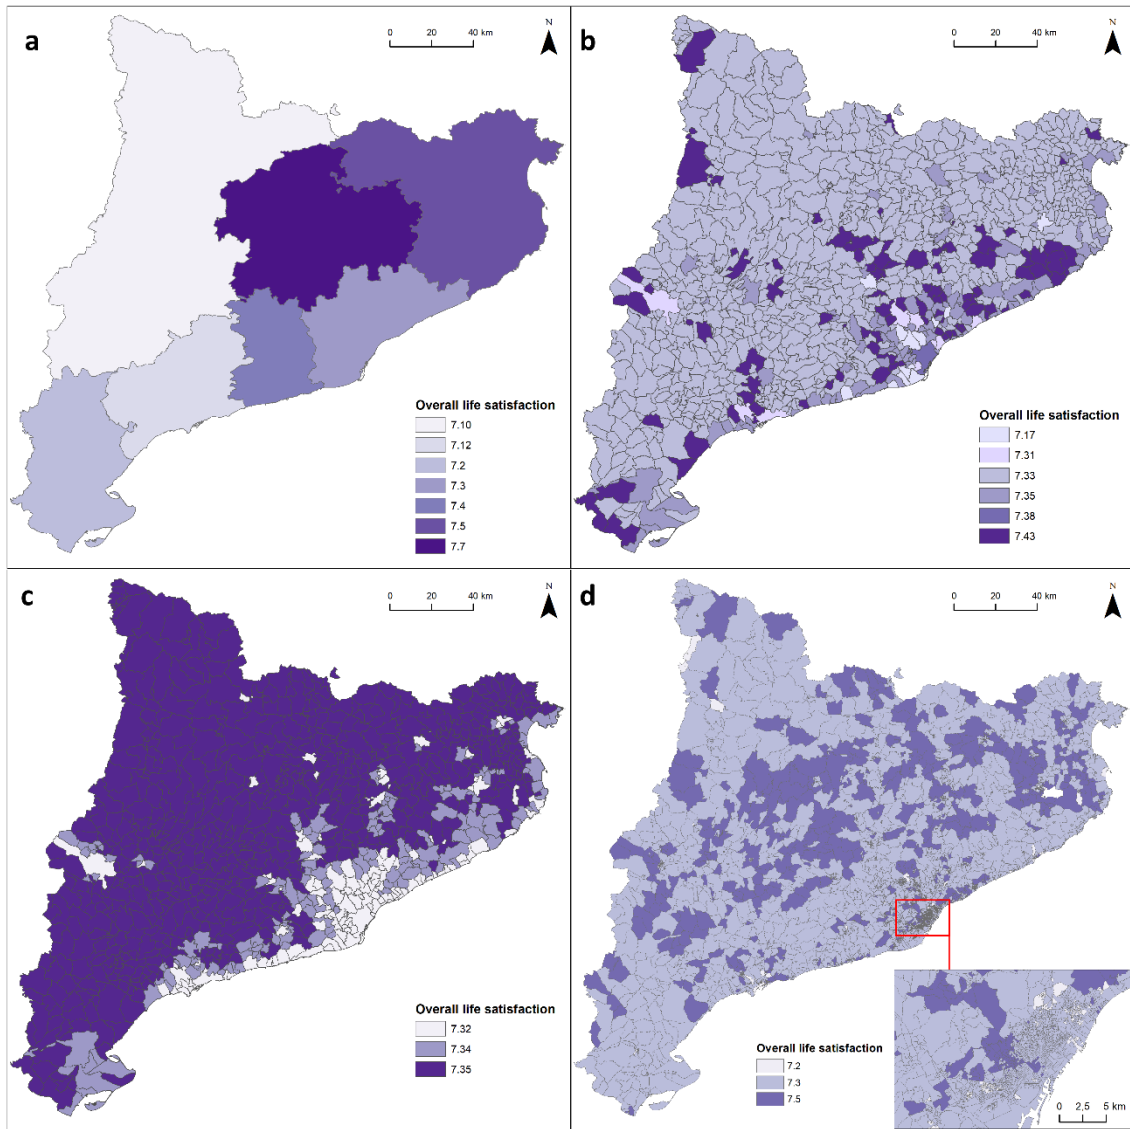 a
N
0 20 40 km
Overall life satisfaction
7.10
7.12
7.2
7.3
7.4
7.5
7.7
b
N
0 20 40 km
Overall life satisfaction
7.17
7.31
7.33
7.35
7.38
7.43
c
N
0 20 40 km
Overall life satisfaction
7.32
7.34
7.35
d
N
0 20 40 km
Overall life satisfaction
7.2
7.3
7.5
0 2,5 5 km